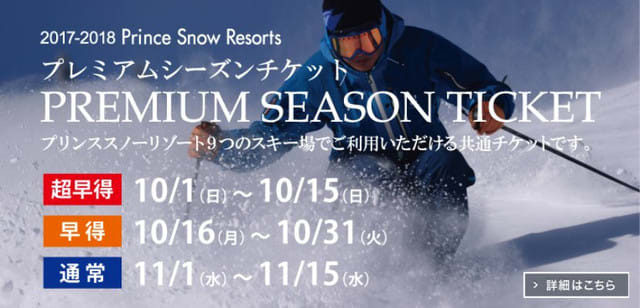 2017-2018 Prince Snow Resorts
プレミアムシーズンチケット
PREMIUM SEASON TICKET
プリンススノーリゾート9つのスキー場でご利用いただける共通チケットです。
超早得 10/1(日)～10/15(日)
早得 10/16(月)～10/31(火)
通常 11/1(水)～11/15(水)
> 詳細はこちら